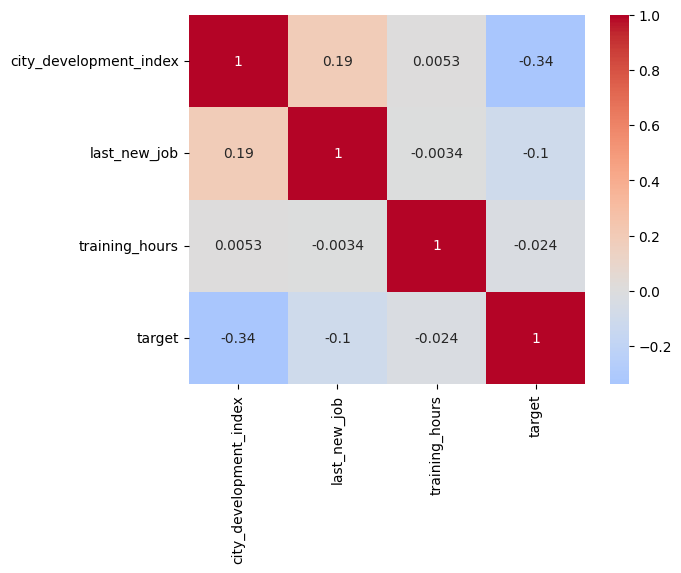 city_development_index 1 0.19 0.0053 -0.34
last_new_job 0.19 1 -0.0034 -0.1
training_hours 0.0053 -0.0034 1 -0.024
target -0.34 -0.1 -0.024 1
city_development_index
last_new_job
training_hours
target
1.0
0.8
0.6
0.4
0.2
0.0
−0.2